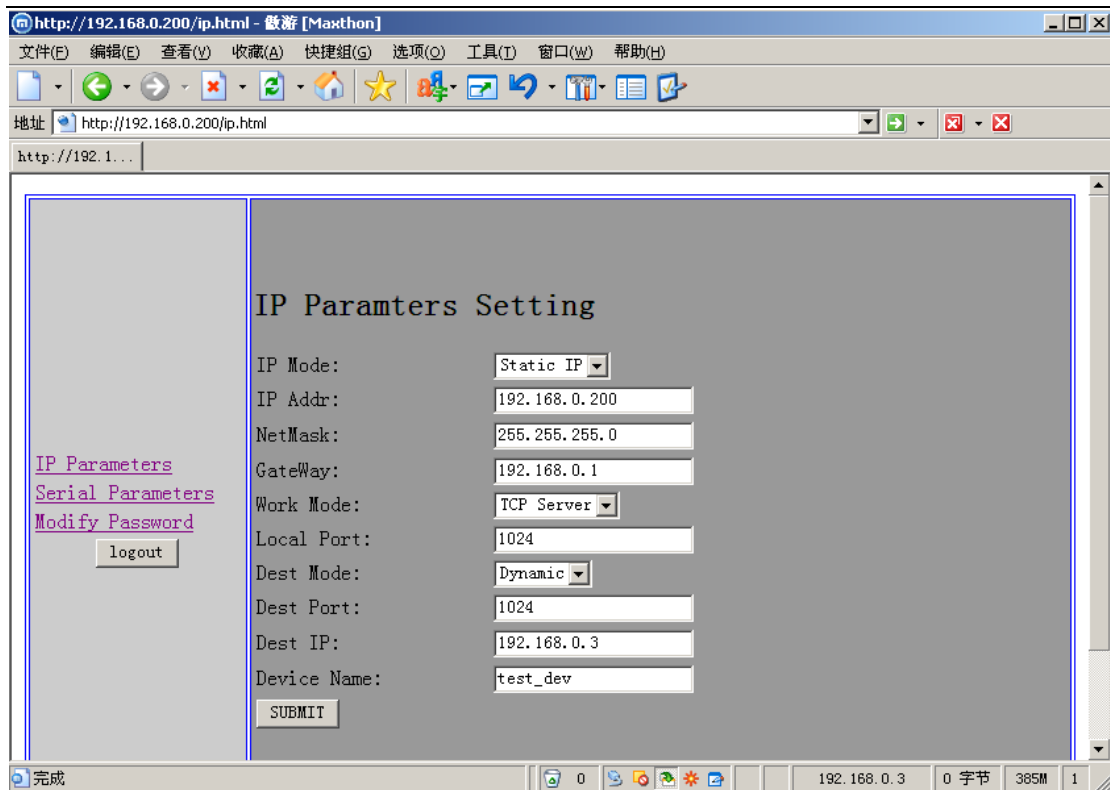 http://192.168.0.200/ip.html - 傲游 [Maxthon]
文件(F) 编辑(E) 查看(V) 收藏(A) 快捷组(G) 选项(O) 工具(T) 窗口(W) 帮助(H)
地址 http://192.168.0.200/ip.html
http://192.1...
IP Paramters Setting
IP Mode: Static IP
IP Addr: 192.168.0.200
NetMask: 255.255.255.0
GateWay: 192.168.0.1
Work Mode: TCP Server
Local Port: 1024
Dest Mode: Dynamic
Dest Port: 1024
Dest IP: 192.168.0.3
Device Name: test_dev
SUBMIT
IP Parameters
Serial Parameters
Modify Password
logout
完成 0 192.168.0.3 0 字节 385M 1